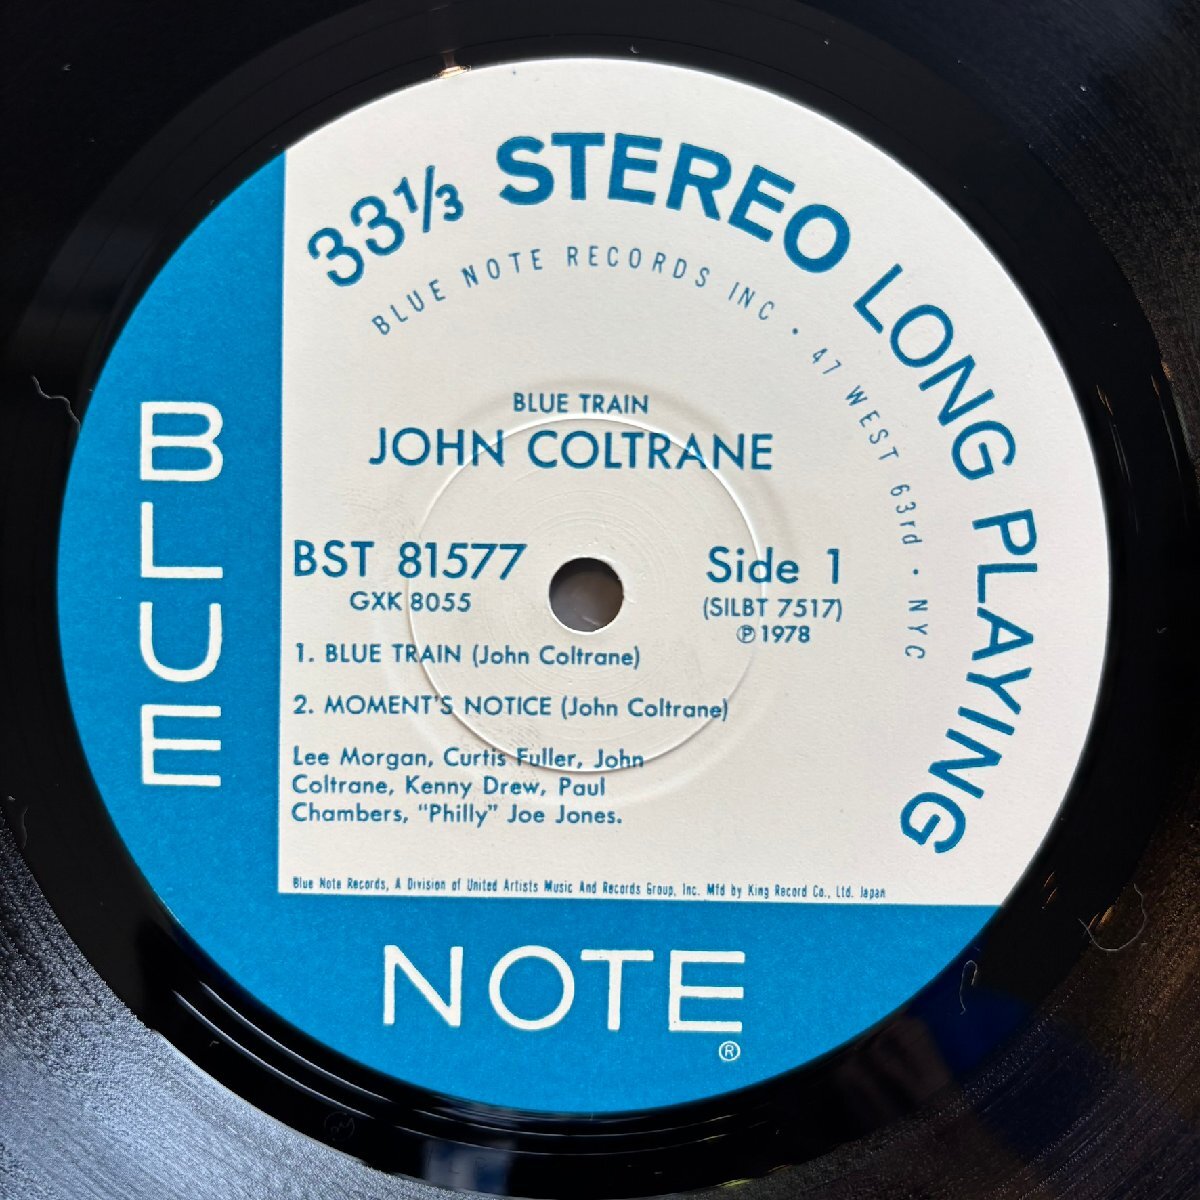 33 1/3 STEREO LONG PLAYING
BLUE NOTE RECORDS INC · 47 WEST 63rd · NYC
BLUE TRAIN
JOHN COLTRANE
BST 81577
GXK 8055
Side 1
(SILBT 7517)
℗ 1978
1. BLUE TRAIN (John Coltrane)
2. MOMENT'S NOTICE (John Coltrane)
Lee Morgan, Curtis Fuller, John
Coltrane, Kenny Drew, Paul
Chambers, "Philly" Joe Jones.
Blue Note Records, A Division of United Artists Music And Records Group, Inc. Mfd by King Record Co., Ltd. Japan
BLUE
NOTE
®